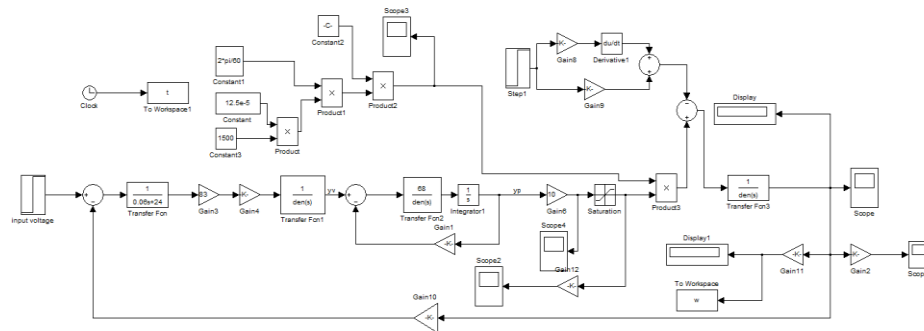 Scope3
-C-
Constant2
2*pi/60
Constant1
12.5e-5
Constant
1500
Constant3
×
Product
×
Product1
×
Product2
Clock
t
To Workspace1
Step1
-K-
Gain8
du/dt
Derivative1
-K-
Gain9
Display
input voltage
1
0.06s+24
Transfer Fcn
83
Gain3
-K-
Gain4
1
den(s)
Transfer Fcn1
yv
68
den(s)
Transfer Fcn2
1
s
Integrator1
yp
10
Gain6
Saturation
×
Product3
1
den(s)
Transfer Fcn3
Scope
-K-
Gain1
Scope4
Scope2
-K-
Gain12
Display1
-K-
Gain11
-K-
Gain2
To Workspace
w
-K-
Gain10